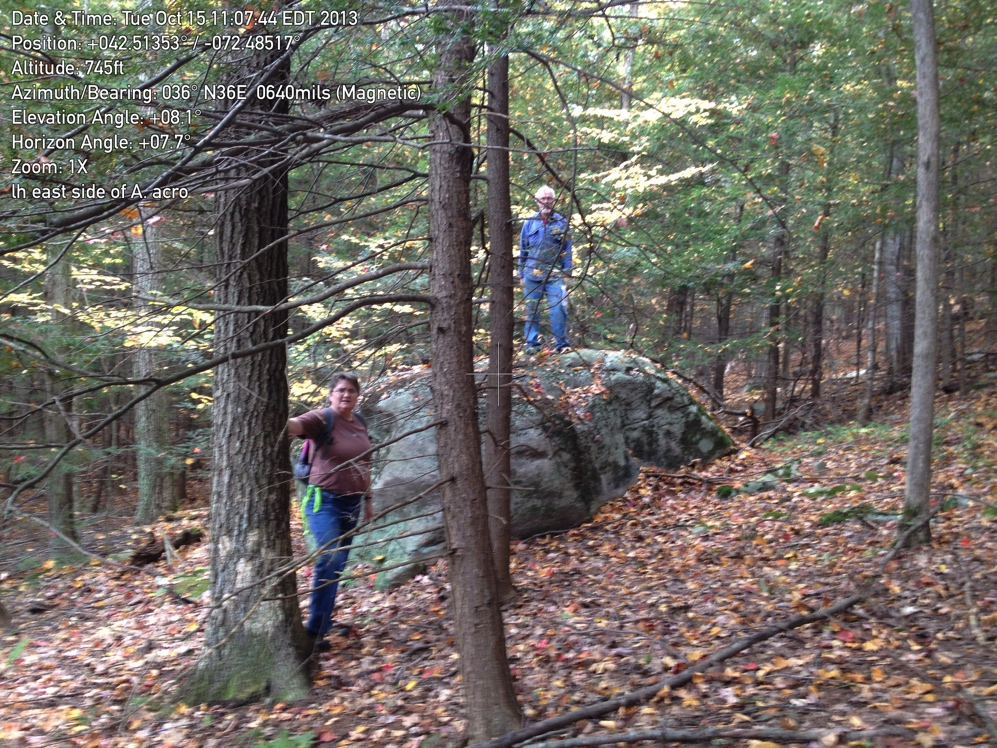 Date & Time: Tue Oct 15 11:07:44 EDT 2013
Position: +042.51353° / -072.48517°
Altitude: 745ft
Azimuth/Bearing: 036° N36E 0640mils (Magnetic)
Elevation Angle: +08.1°
Horizon Angle: +07.7°
Zoom: 1X
lh east side of A. acro